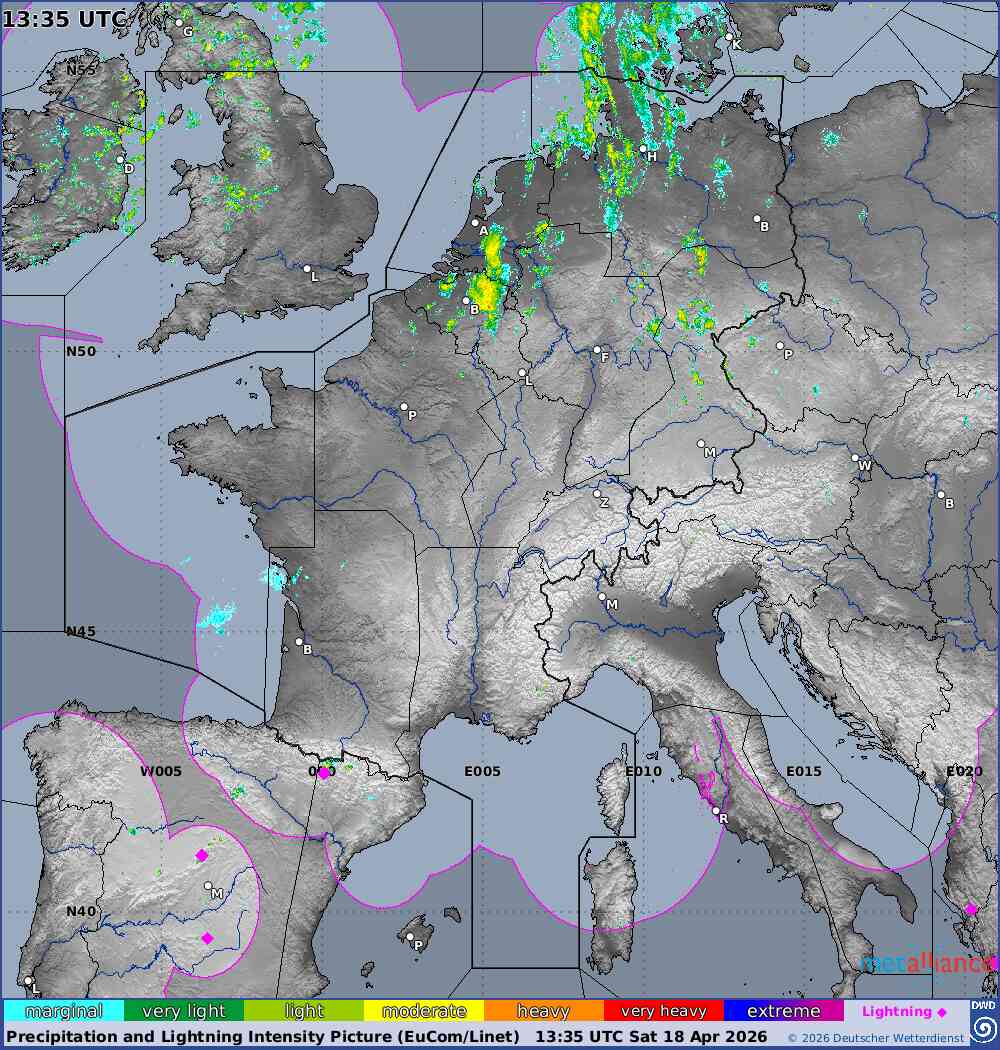 13:35 UTC
G
K
N55
H
D
B
A
L
B
N50
F
P
L
P
M
W
Z
B
M
N45
B
W005
000
E005
E010
E015
E020
R
M
N40
P
L
metalliance
marginal very light light moderate heavy very heavy extreme Lightning
DWD
Precipitation and Lightning Intensity Picture (EuCom/Linet) 13:35 UTC Sat 18 Apr 2026 © 2026 Deutscher Wetterdienst